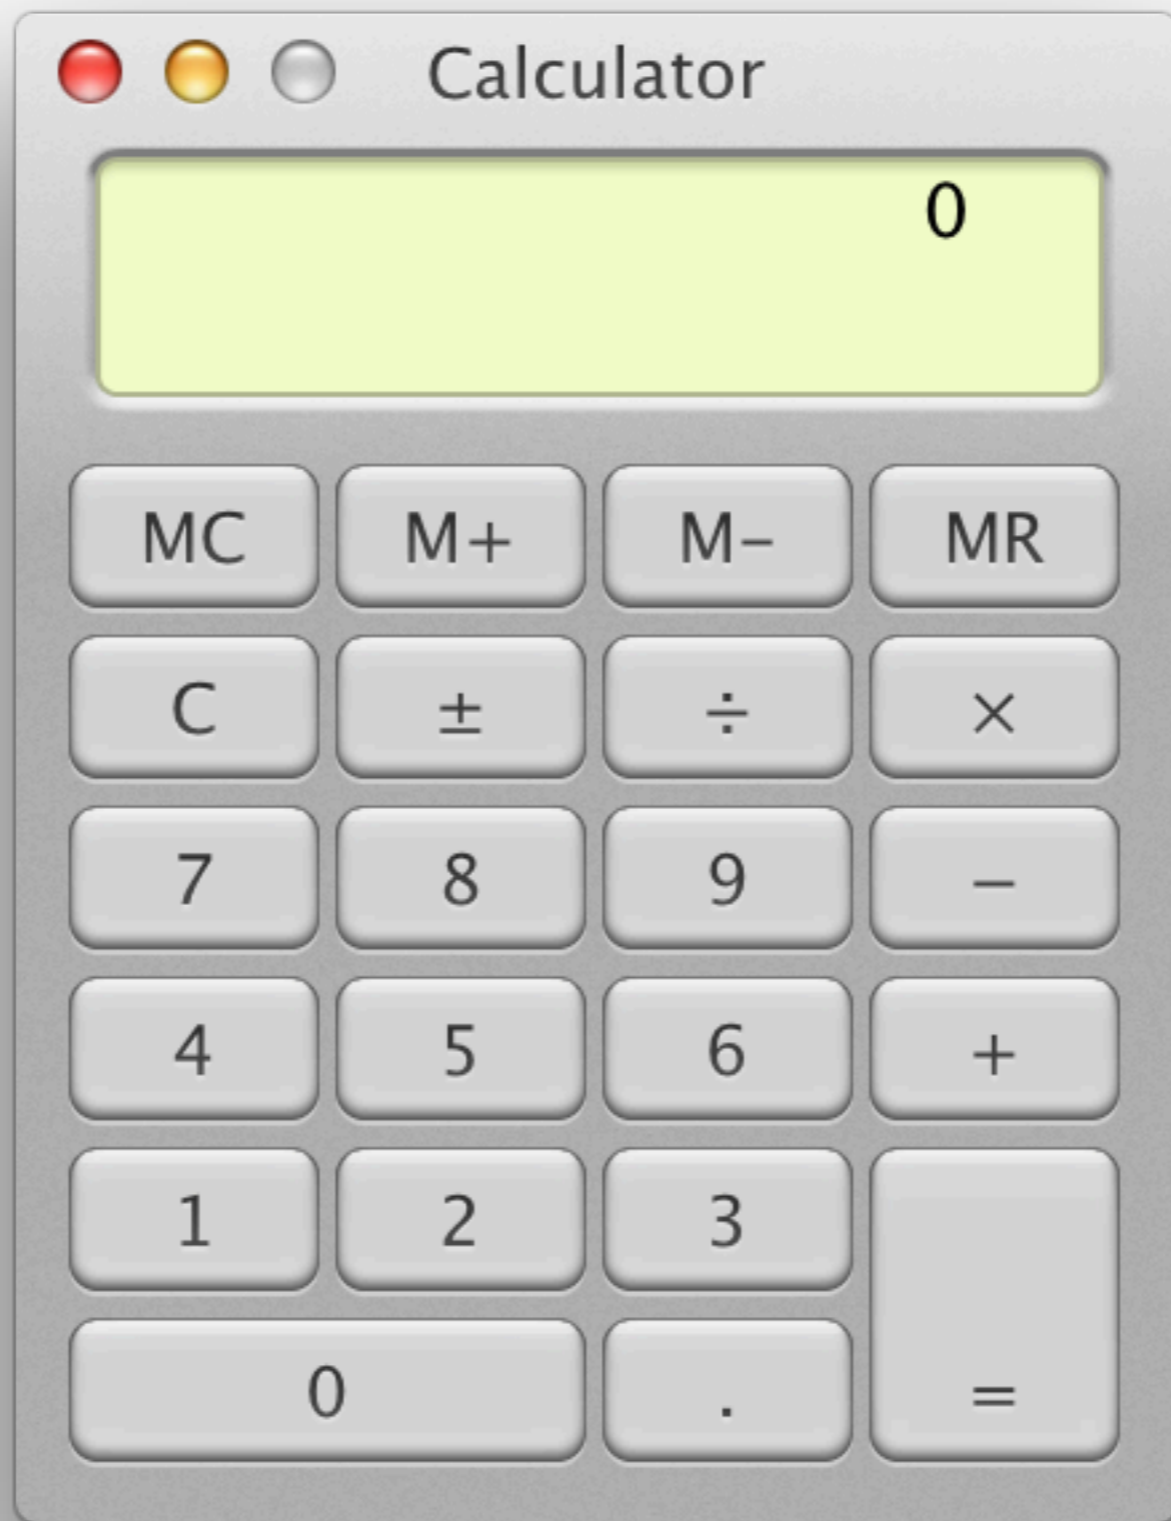 Calculator
0
MC M+ M– MR
C ± ÷ ×
7 8 9 −
4 5 6 +
1 2 3
0 . =